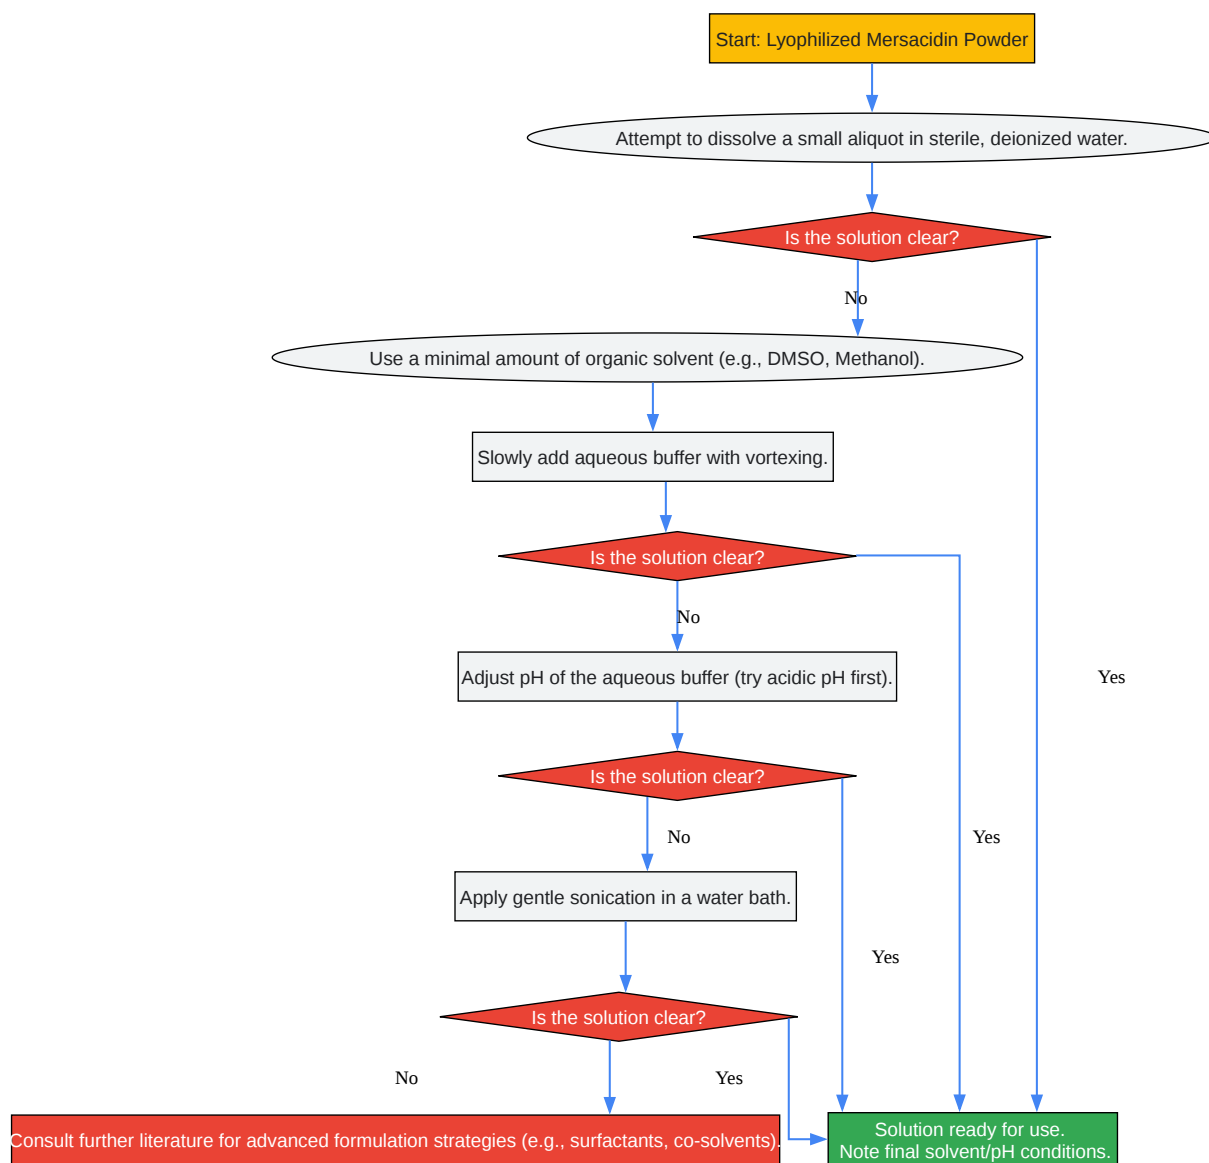 Start: Lyophilized Mersacidin Powder
Attempt to dissolve a small aliquot in sterile, deionized water.
Is the solution clear?
No
Use a minimal amount of organic solvent (e.g., DMSO, Methanol).
Slowly add aqueous buffer with vortexing.
Is the solution clear?
No
Adjust pH of the aqueous buffer (try acidic pH first).
Yes
Is the solution clear?
No
Yes
Apply gentle sonication in a water bath.
Yes
Is the solution clear?
No
Yes
Consult further literature for advanced formulation strategies (e.g., surfactants, co-solvents).
Solution ready for use.
Note final solvent/pH conditions.